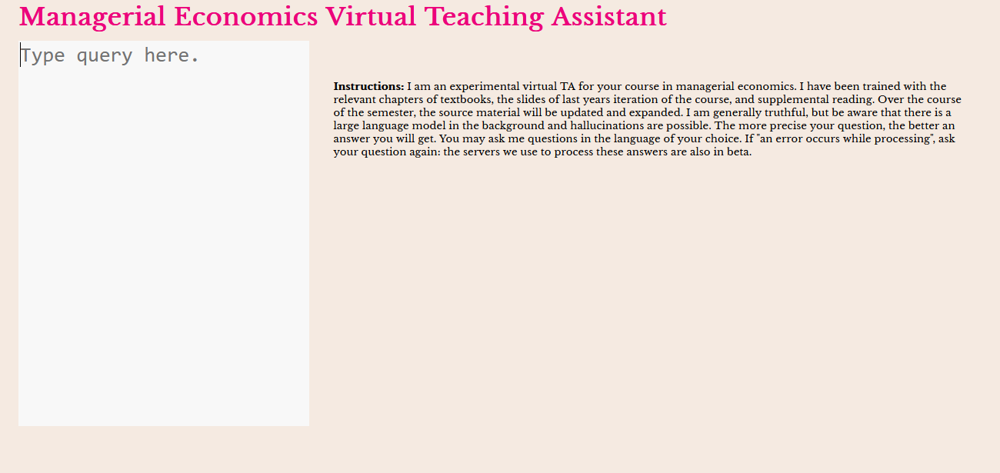 Managerial Economics Virtual Teaching Assistant
Type query here.
Instructions: I am an experimental virtual TA for your course in managerial economics. I have been trained with the
relevant chapters of textbooks, the slides of last years iteration of the course, and supplemental reading. Over the course
of the semester, the source material will be updated and expanded. I am generally truthful, but be aware that there is a
large language model in the background and hallucinations are possible. The more precise your question, the better an
answer you will get. You may ask me questions in the language of your choice. If "an error occurs while processing", ask
your question again: the servers we use to process these answers are also in beta.